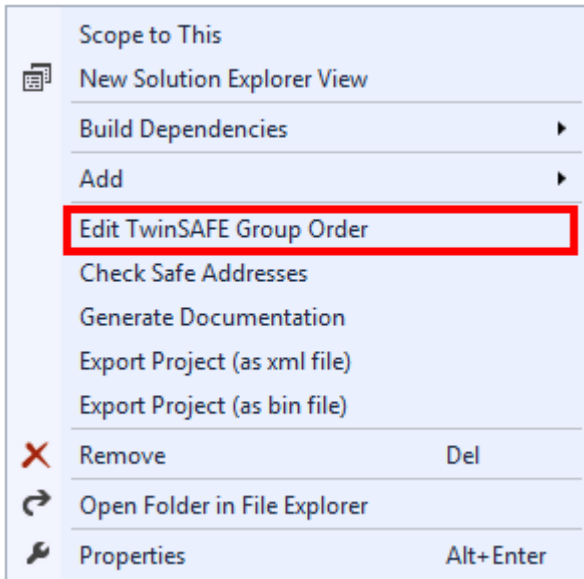 Scope to This
New Solution Explorer View
Build Dependencies
Add
Edit TwinSAFE Group Order
Check Safe Addresses
Generate Documentation
Export Project (as xml file)
Export Project (as bin file)
Remove Del
Open Folder in File Explorer
Properties Alt+Enter